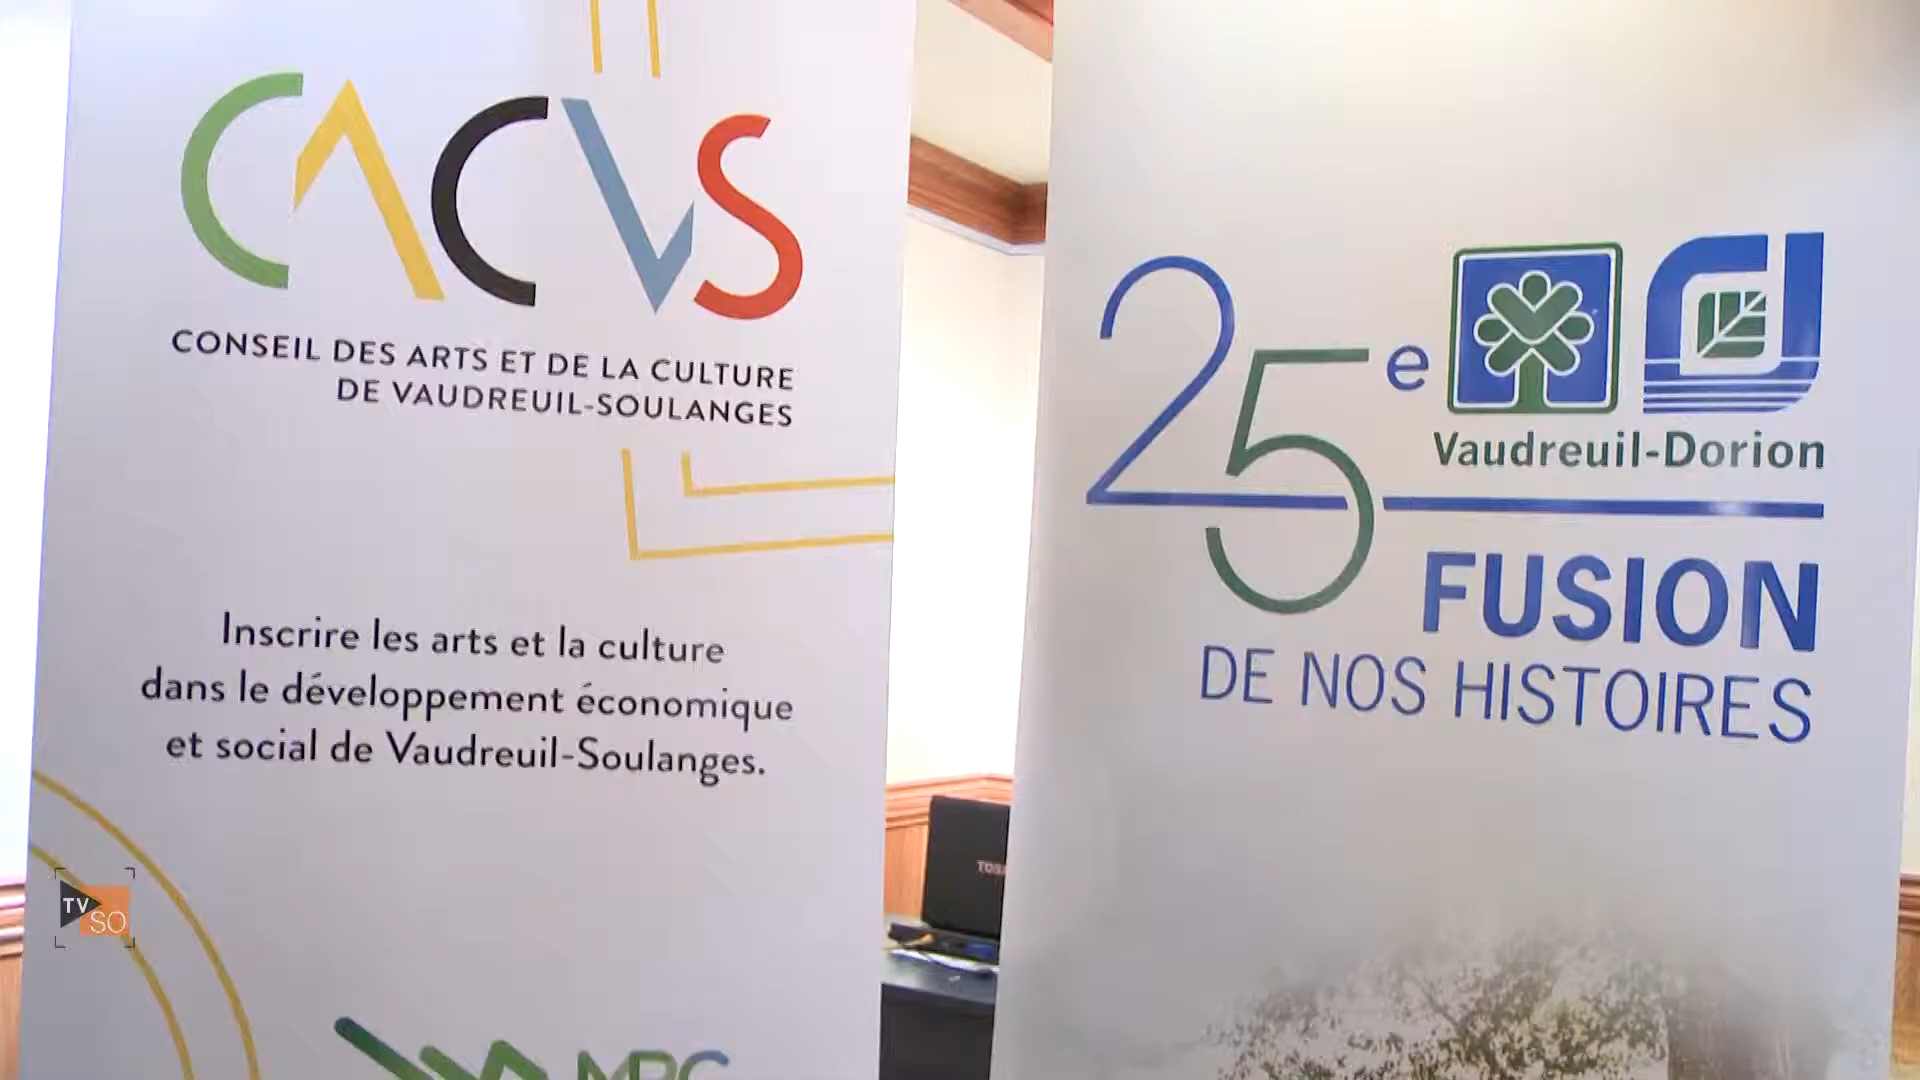 CACVS
CONSEIL DES ARTS ET DE LA CULTURE
DE VAUDREUIL-SOULANGES
Inscrire les arts et la culture
dans le développement économique
et social de Vaudreuil-Soulanges.
MRC
25e
Vaudreuil-Dorion
FUSION
DE NOS HISTOIRES
TV
SO